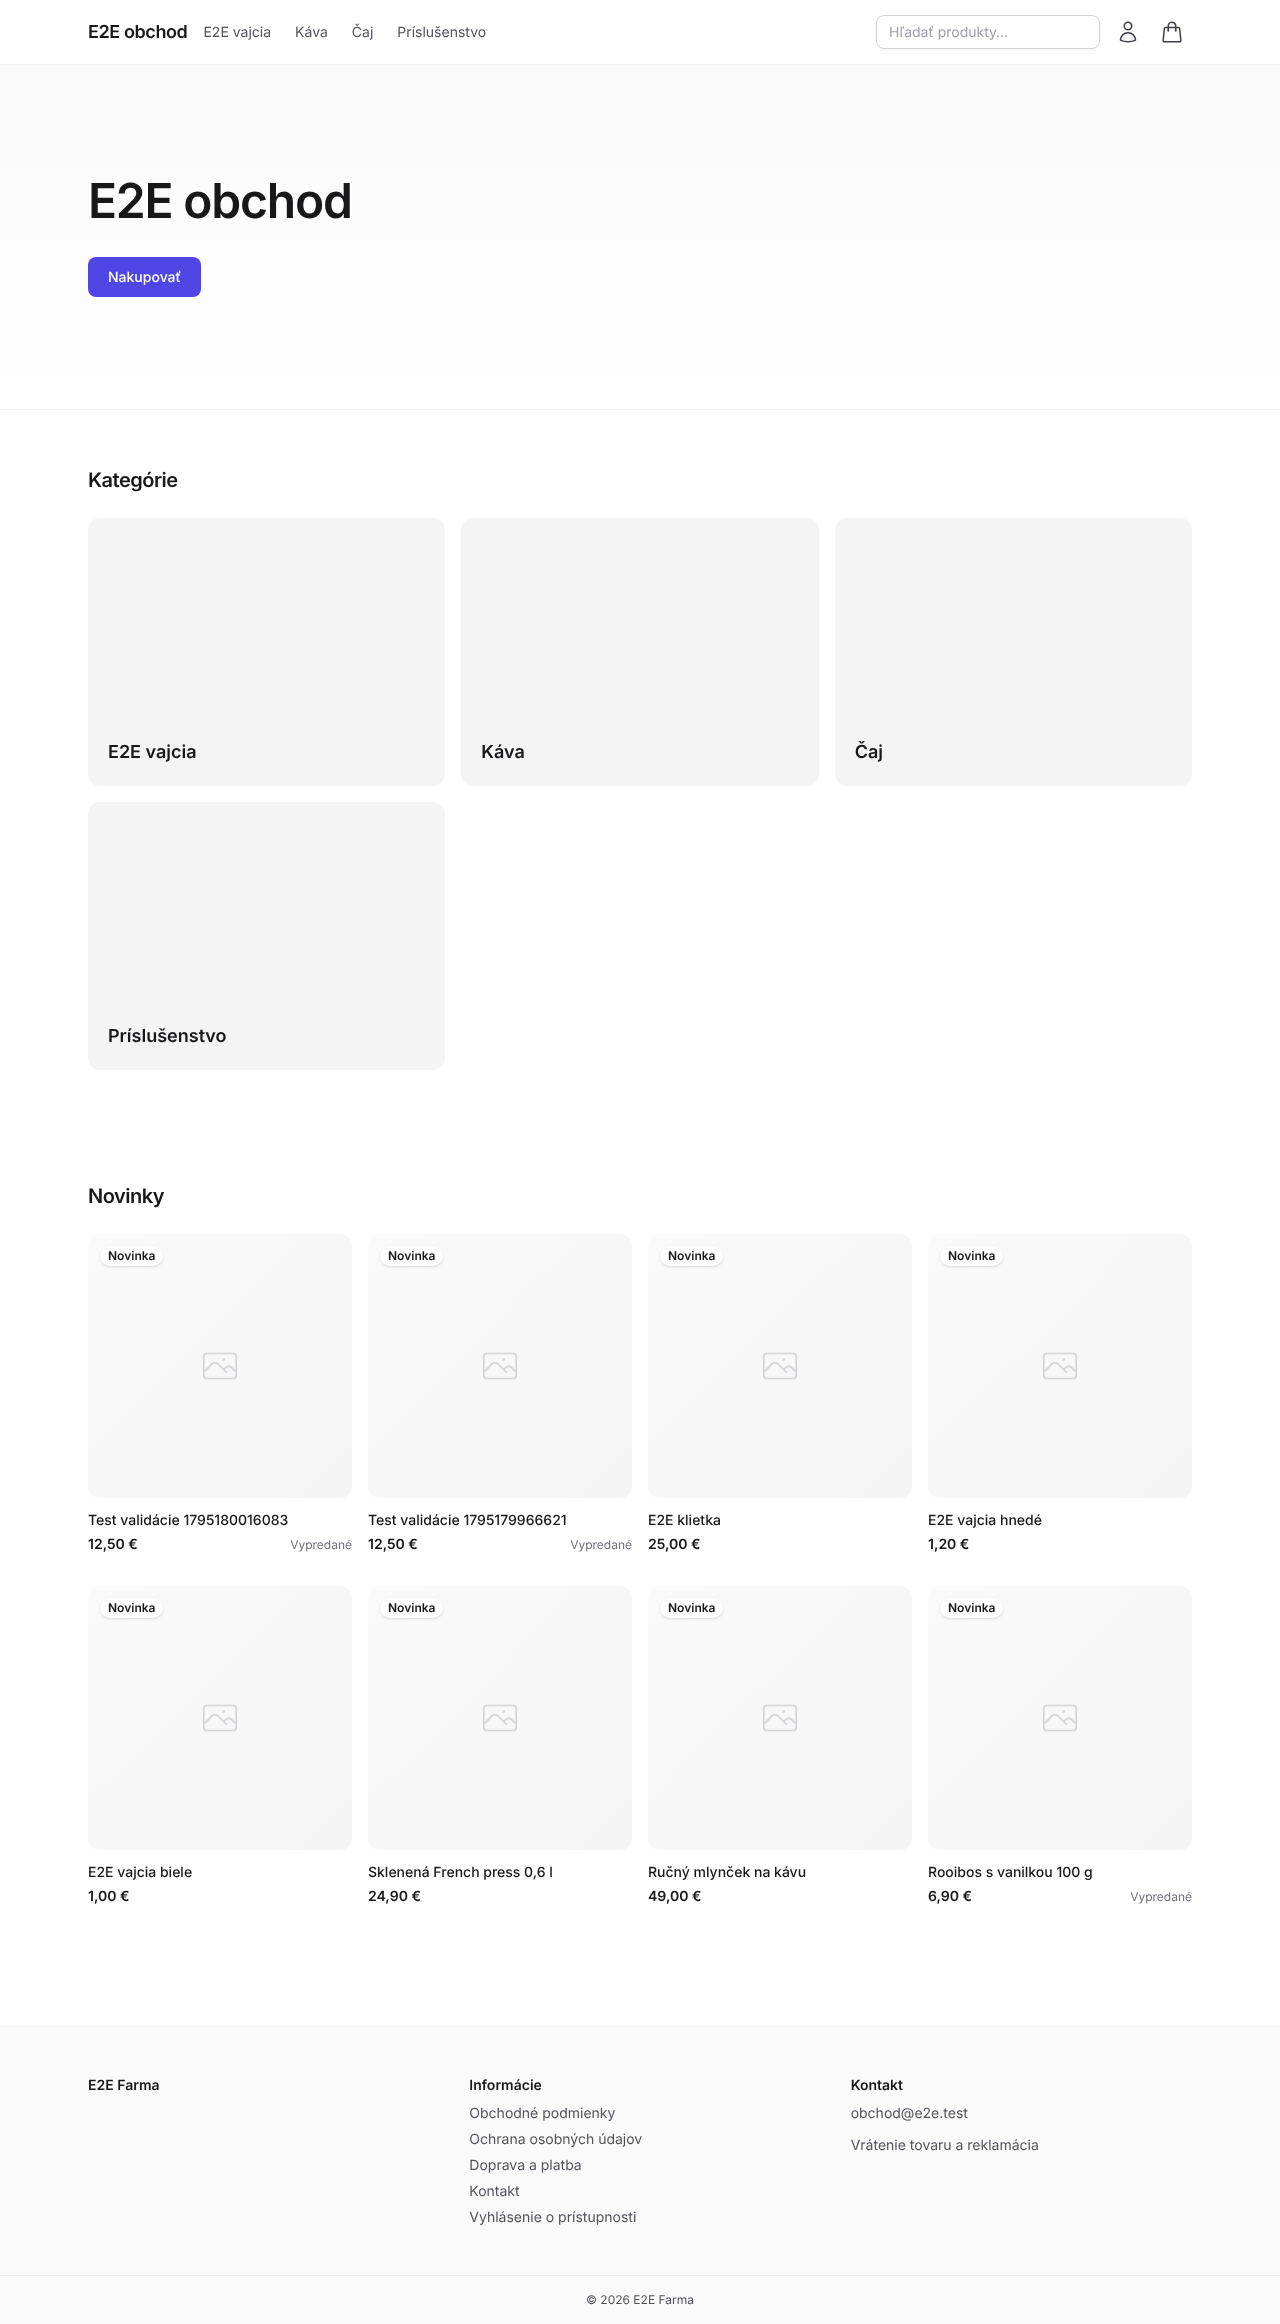 E2E obchod
E2E vajcia
Káva
Čaj
Príslušenstvo
Hľadať produkty...
E2E obchod
Nakupovať
Kategórie
E2E vajcia
Káva
Čaj
Príslušenstvo
Novinky
Novinka
Novinka
Novinka
Novinka
Test validácie 1795180016083
12,50 €
Vypredané
Test validácie 1795179966621
12,50 €
Vypredané
E2E klietka
25,00 €
E2E vajcia hnedé
1,20 €
Novinka
Novinka
Novinka
Novinka
E2E vajcia biele
1,00 €
Sklenená French press 0,6 l
24,90 €
Ručný mlynček na kávu
49,00 €
Rooibos s vanilkou 100 g
6,90 €
Vypredané
E2E Farma
Informácie
Obchodné podmienky
Ochrana osobných údajov
Doprava a platba
Kontakt
Vyhlásenie o prístupnosti
Kontakt
obchod@e2e.test
Vrátenie tovaru a reklamácia
© 2026 E2E Farma